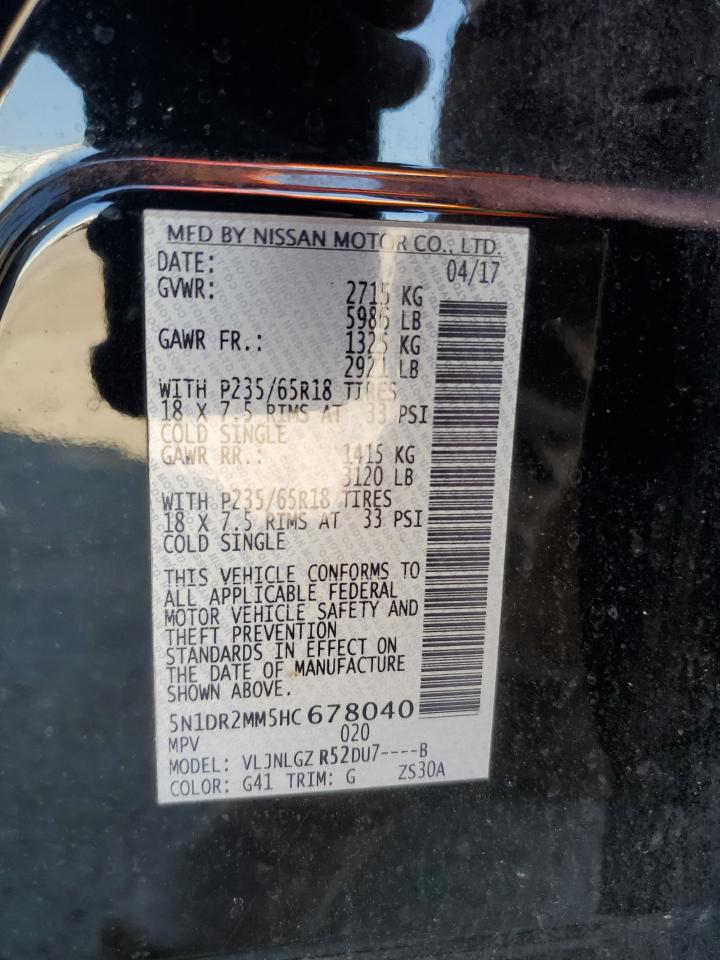 MFD BY NISSAN MOTOR CO., LTD.
DATE: 04/17
GVWR: 2715 KG
5986 LB
GAWR FR.: 1325 KG
2921 LB
WITH P235/65R18 TIRES
18 X 7.5 RIMS AT 33 PSI
COLD SINGLE
GAWR RR.: 1415 KG
3120 LB
WITH P235/65R18 TIRES
18 X 7.5 RIMS AT 33 PSI
COLD SINGLE
THIS VEHICLE CONFORMS TO
ALL APPLICABLE FEDERAL
MOTOR VEHICLE SAFETY AND
THEFT PREVENTION
STANDARDS IN EFFECT ON
THE DATE OF MANUFACTURE
SHOWN ABOVE.
5N1DR2MM5HC 678040
MPV 020
MODEL: VLJNLGZ R52DU7----B
COLOR: G41 TRIM: G ZS30A